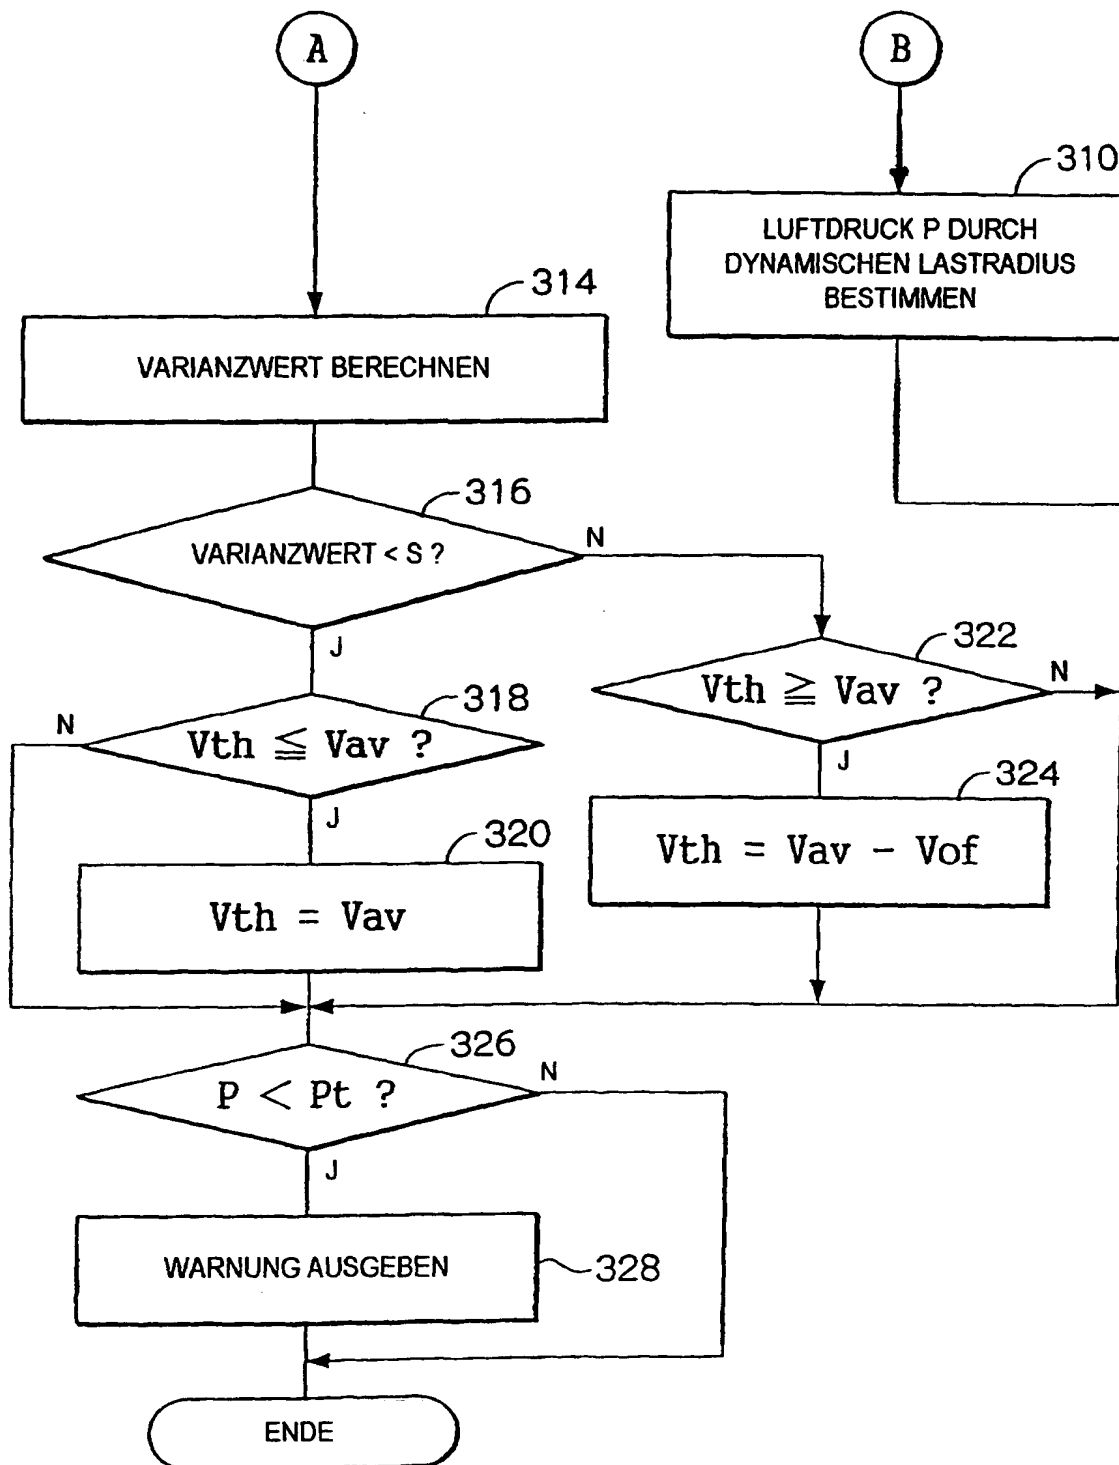 A
B
310
LUFTDRUCK P DURCH
DYNAMISCHEN LASTRADIUS
BESTIMMEN
314
VARIANZWERT BERECHNEN
316
VARIANZWERT < S ?
N
J
322
Vth ≧ Vav ?
N
J
318
N
Vth ≦ Vav ?
J
324
Vth = Vav - Vof
320
Vth = Vav
326
P < Pt ?
N
J
WARNUNG AUSGEBEN
328
ENDE